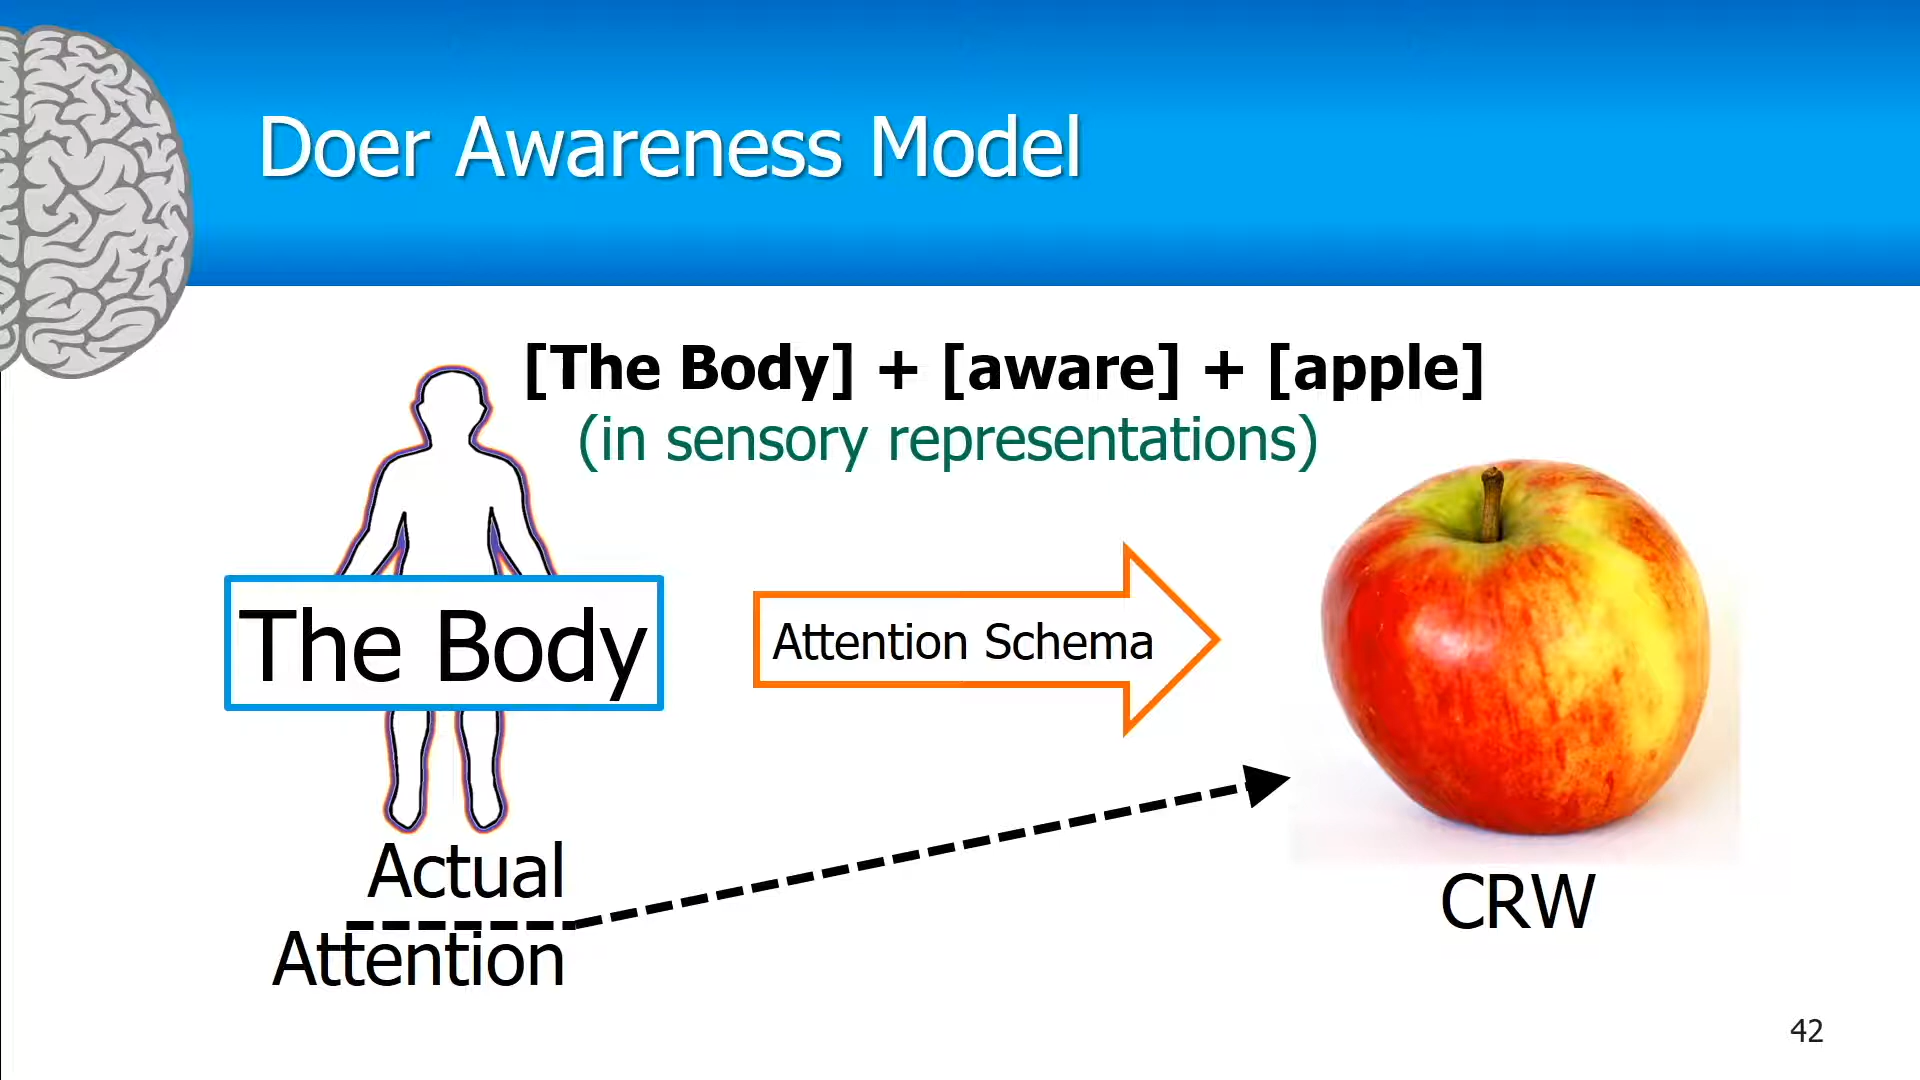 Doer Awareness Model
[The Body] + [aware] + [apple]
(in sensory representations)
The Body
Attention Schema
Actual
Attention
CRW
42